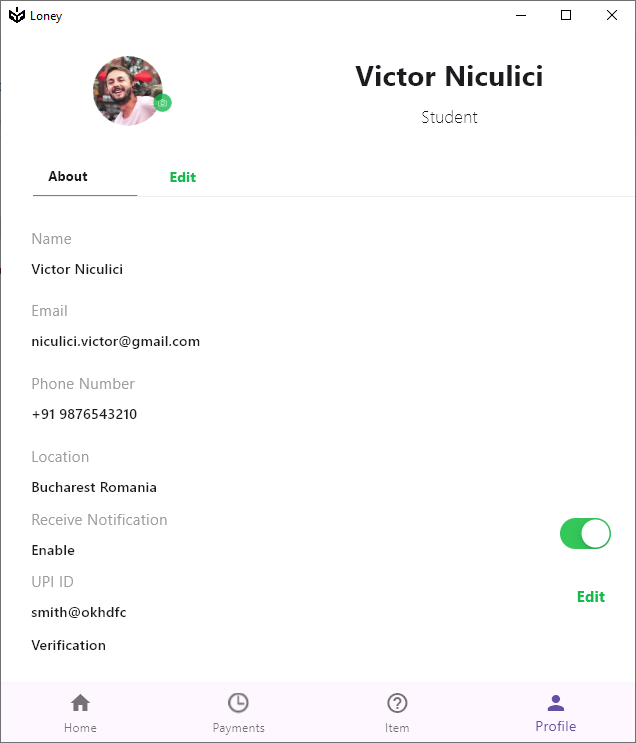 Loney
Victor Niculici
Student
About
Edit
Name
Victor Niculici
Email
niculici.victor@gmail.com
Phone Number
+91 9876543210
Location
Bucharest Romania
Receive Notification
Enable
UPI ID
smith@okhdfc
Edit
Verification
Home
Payments
Item
Profile